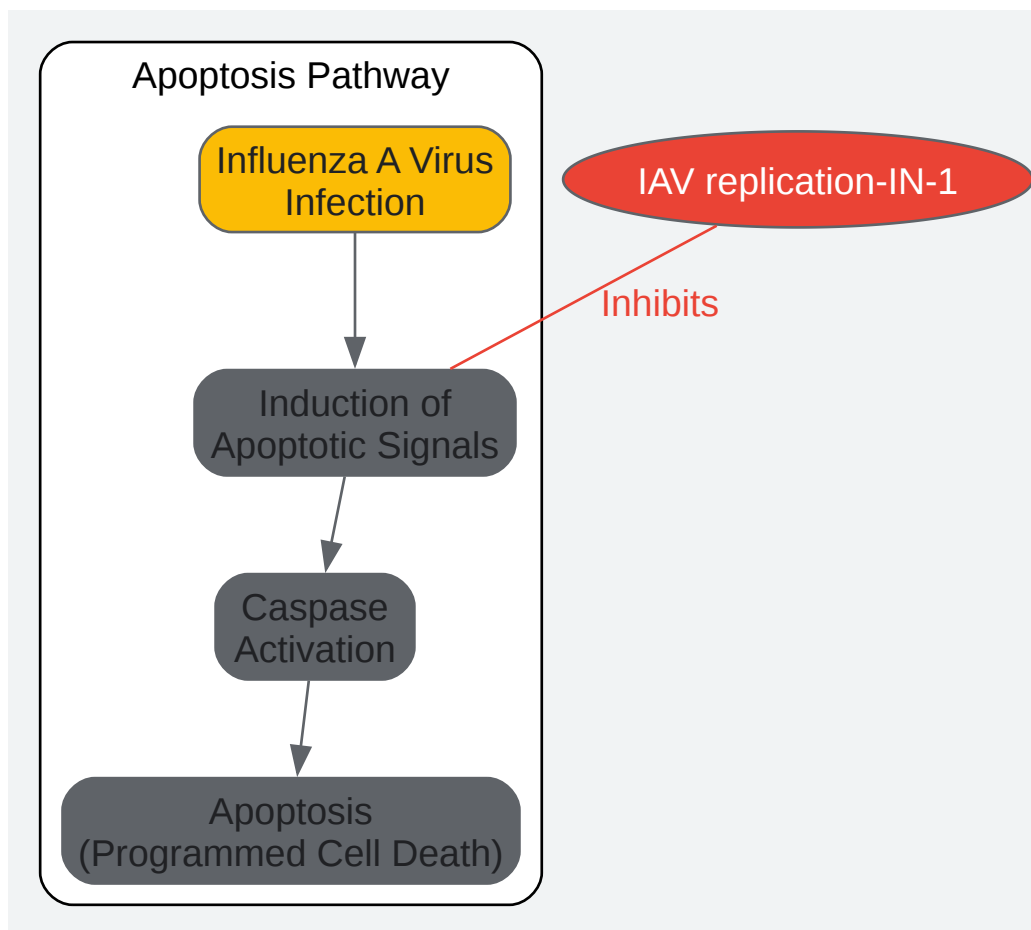 Apoptosis Pathway
Influenza A Virus
Infection
IAV replication-IN-1
Inhibits
Induction of
Apoptotic Signals
Caspase
Activation
Apoptosis
(Programmed Cell Death)